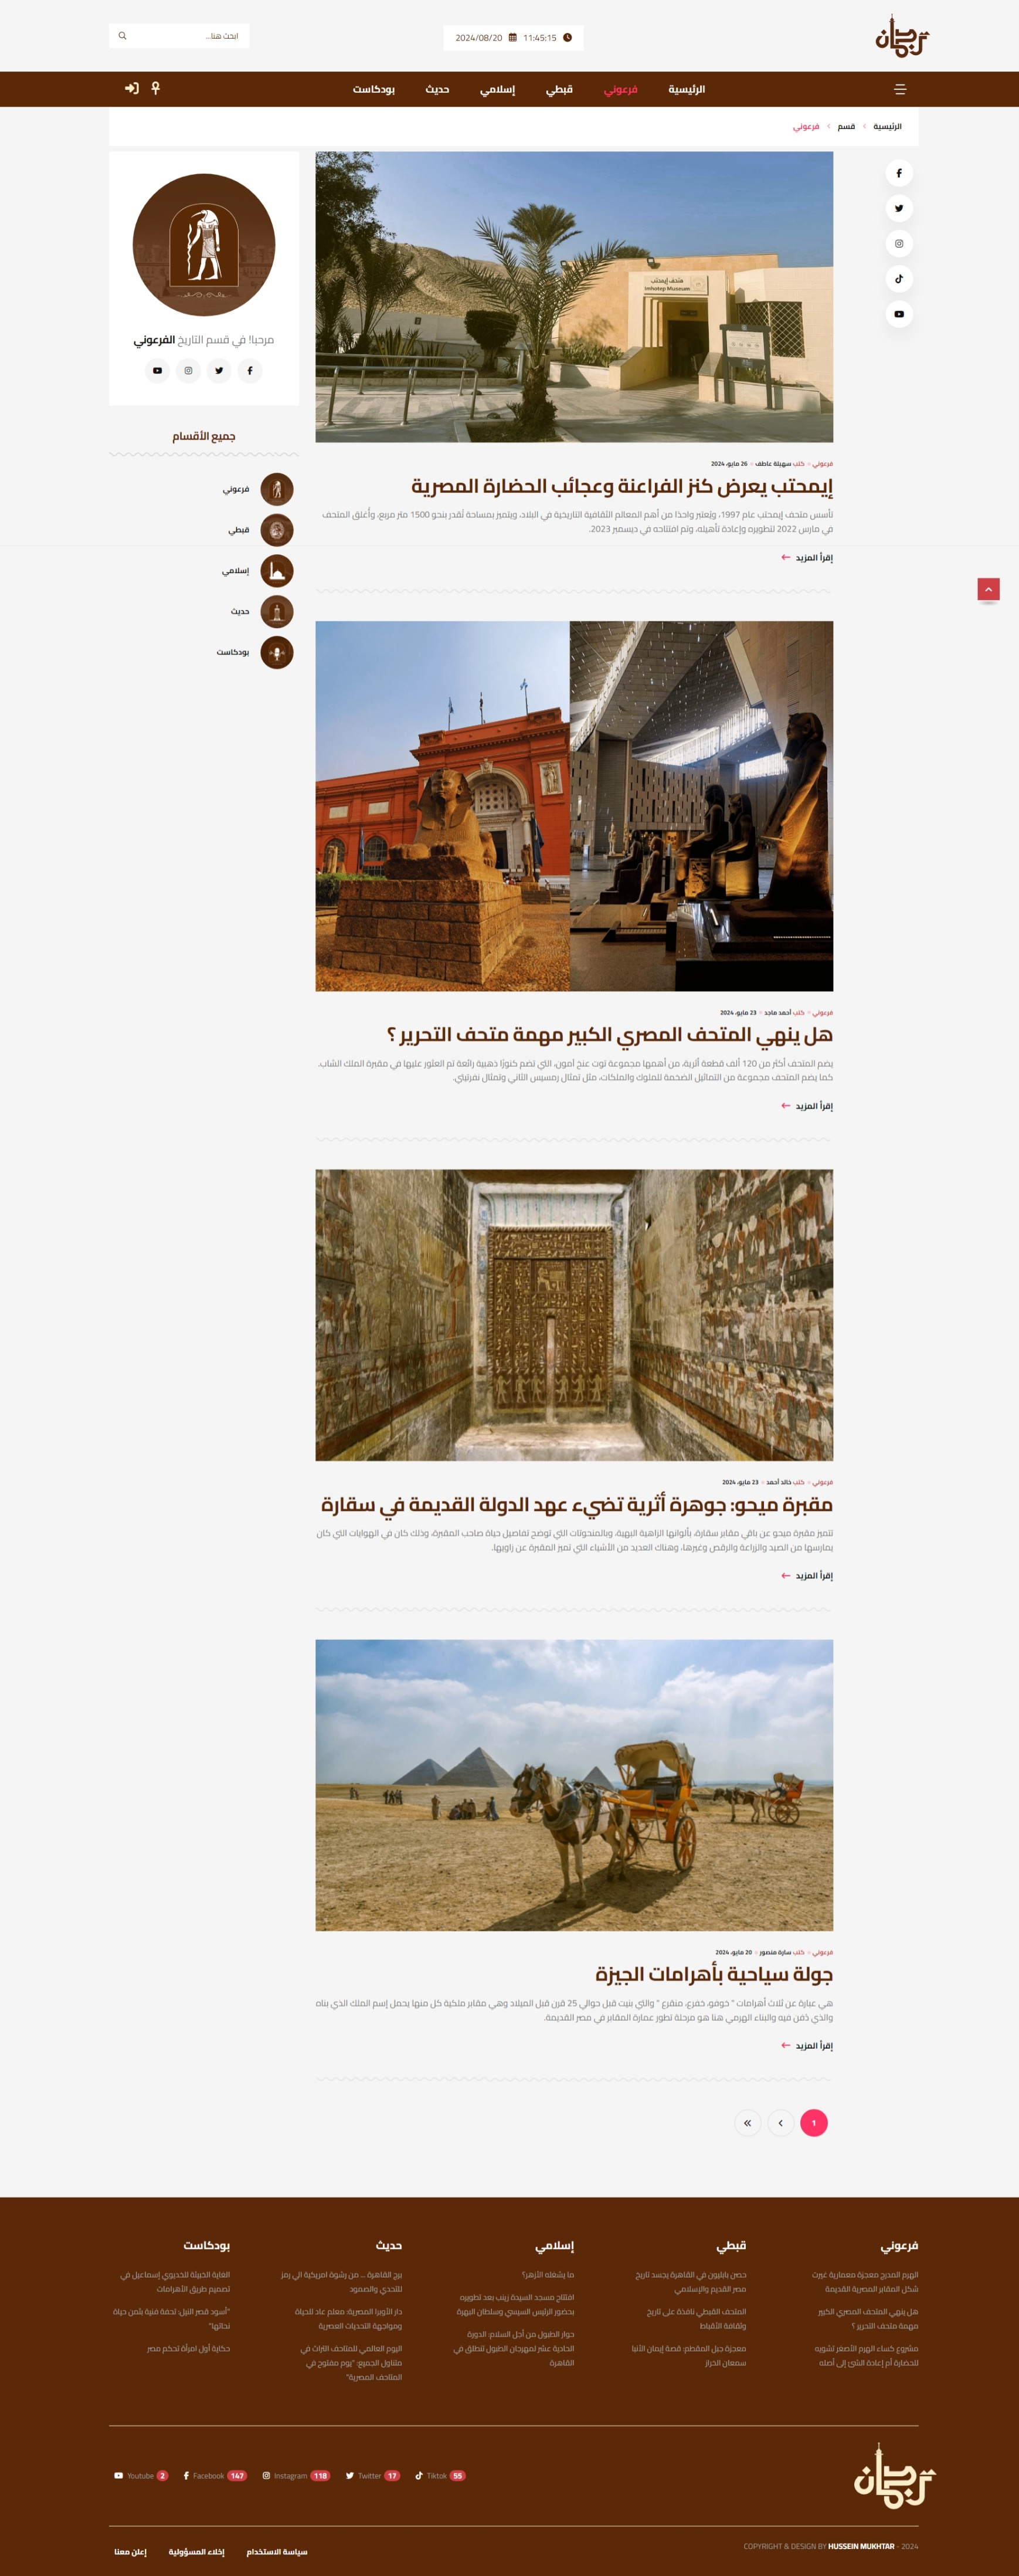 ترجمان
11:45:15 2024/08/20
ابحث هنا...
الرئيسية فرعوني قبطي إسلامي حديث بودكاست
الرئيسية قسم فرعوني
متحف إيمحتب
Imhotep Museum
فرعوني كتب سهيلة عاطف 26 مايو، 2024
إيمحتب يعرض كنز الفراعنة وعجائب الحضارة المصرية
تأسس متحف إيمحتب عام 1997، ويُعتبر واحدًا من أهم المعالم الثقافية التاريخية في البلاد، ويتميز بمساحة تُقدر بنحو 1500 متر مربع، وأُغلق المتحف
في مارس 2022 لتطويره وإعادة تأهيله، وتم افتتاحه في ديسمبر 2023.
إقرأ المزيد
مرحبا! في قسم التاريخ الفرعوني
جميع الأقسام
فرعوني
قبطي
إسلامي
حديث
بودكاست
فرعوني كتب أحمد ماجد 23 مايو، 2024
هل ينهي المتحف المصري الكبير مهمة متحف التحرير ؟
يضم المتحف أكثر من 120 ألف قطعة أثرية، من أهمها مجموعة توت عنخ آمون، التي تضم كنوزًا ذهبية رائعة تم العثور عليها في مقبرة الملك الشاب.
كما يضم المتحف مجموعة من التماثيل الضخمة للملوك والملكات، مثل تمثال رمسيس الثاني وتمثال نفرتيتي.
إقرأ المزيد
فرعوني كتب خالد أحمد 23 مايو، 2024
مقبرة ميحو: جوهرة أثرية تضيء عهد الدولة القديمة في سقارة
تتميز مقبرة ميحو عن باقي مقابر سقارة، بألوانها الزاهية البهية، وبالمنحوتات التي توضح تفاصيل حياة صاحب المقبرة، وذلك كان في الهوايات التي كان
يمارسها من الصيد والزراعة والرقص وغيرها، وهناك العديد من الأشياء التي تميز المقبرة عن زاويها.
إقرأ المزيد
فرعوني كتب سارة منصور 20 مايو، 2024
جولة سياحية بأهرامات الجيزة
هي عبارة عن ثلاث أهرامات " خوفو، خفرع، منقرع " والتي بنيت قبل حوالي 25 قرن قبل الميلاد وهي مقابر ملكية كل منها يحمل إسم الملك الذي بناه
والذي دُفن فيه والبناء الهرمي هنا هو مرحلة تطور عمارة المقابر في مصر القديمة.
إقرأ المزيد
1
فرعوني
الهرم المدرج معجزة معمارية غيرت
شكل المقابر المصرية القديمة
هل ينهي المتحف المصري الكبير
مهمة متحف التحرير ؟
مشروع كساء الهرم الأصغر تشويه
للحضارة أم إعادة الشئ إلى أصله
قبطي
حصن بابليون في القاهرة يجسد تاريخ
مصر القديم والإسلامي
المتحف القبطي نافذة على تاريخ
وثقافة الأقباط
معجزة جبل المقطم: قصة إيمان الأنبا
سمعان الخراز
إسلامي
ما يشغله الأزهر؟
افتتاح مسجد السيدة زينب بعد تطويره
بحضور الرئيس السيسي وسلطان البهرة
حوار الطبول من أجل السلام: الدورة
الحادية عشر لمهرجان الطبول تنطلق في
القاهرة
حديث
برج القاهرة ... من رشوة امريكية الي رمز
للتحدي والصمود
دار الأوبرا المصرية: معلم عاد للحياة
ومواجهة التحديات العصرية
اليوم العالمي للمتاحف التراث في
متناول الجميع: "يوم مفتوح في
المتاحف المصرية"
بودكاست
الغاية الخبيثة للخديوي إسماعيل في
تصميم طريق الأهرامات
"أسود قصر النيل: تحفة فنية بثمن حياة
نحاتها"
حكاية أول امرأة تحكم مصر
ترجمان
Youtube 2 Facebook 147 Instagram 118 Twitter 17 Tiktok 55
COPYRIGHT & DESIGN BY HUSSEIN MUKHTAR - 2024
سياسة الاستخدام إخلاء المسؤولية إعلن معنا